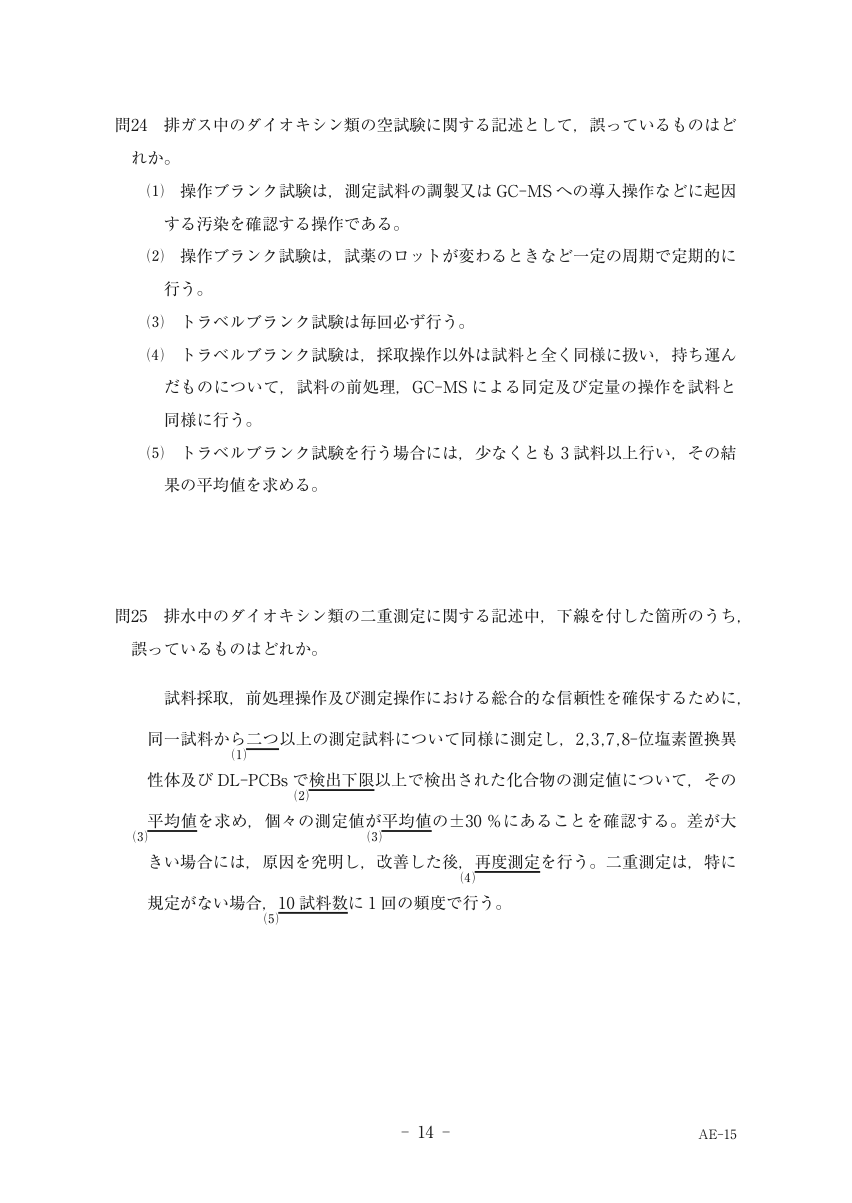 問24　排ガス中のダイオキシン類の空試験に関する記述として，誤っているものはど
れか。
⑴　操作ブランク試験は，測定試料の調製又は GC−MS への導入操作などに起因
する汚染を確認する操作である。
⑵　操作ブランク試験は，試薬のロットが変わるときなど一定の周期で定期的に
行う。
⑶　トラベルブランク試験は毎回必ず行う。
⑷　トラベルブランク試験は，採取操作以外は試料と全く同様に扱い，持ち運ん
だものについて，試料の前処理，GC−MS による同定及び定量の操作を試料と
同様に行う。
⑸　トラベルブランク試験を行う場合には，少なくとも 3 試料以上行い，その結
果の平均値を求める。
問25　排水中のダイオキシン類の二重測定に関する記述中，下線を付した箇所のうち，
誤っているものはどれか。
試料採取，前処理操作及び測定操作における総合的な信頼性を確保するために，
同一試料から二つ以上の測定試料について同様に測定し，2,3,7,8−位塩素置換異
⑴
性体及び DL−PCBs で検出下限以上で検出された化合物の測定値について，その
⑵
平均値を求め，個々の測定値が平均値の±30 %にあることを確認する。差が大
⑶ ⑶
きい場合には，原因を究明し，改善した後，再度測定を行う。二重測定は，特に
⑷
規定がない場合，10 試料数に 1 回の頻度で行う。
⑸
− 14 −
AE−15